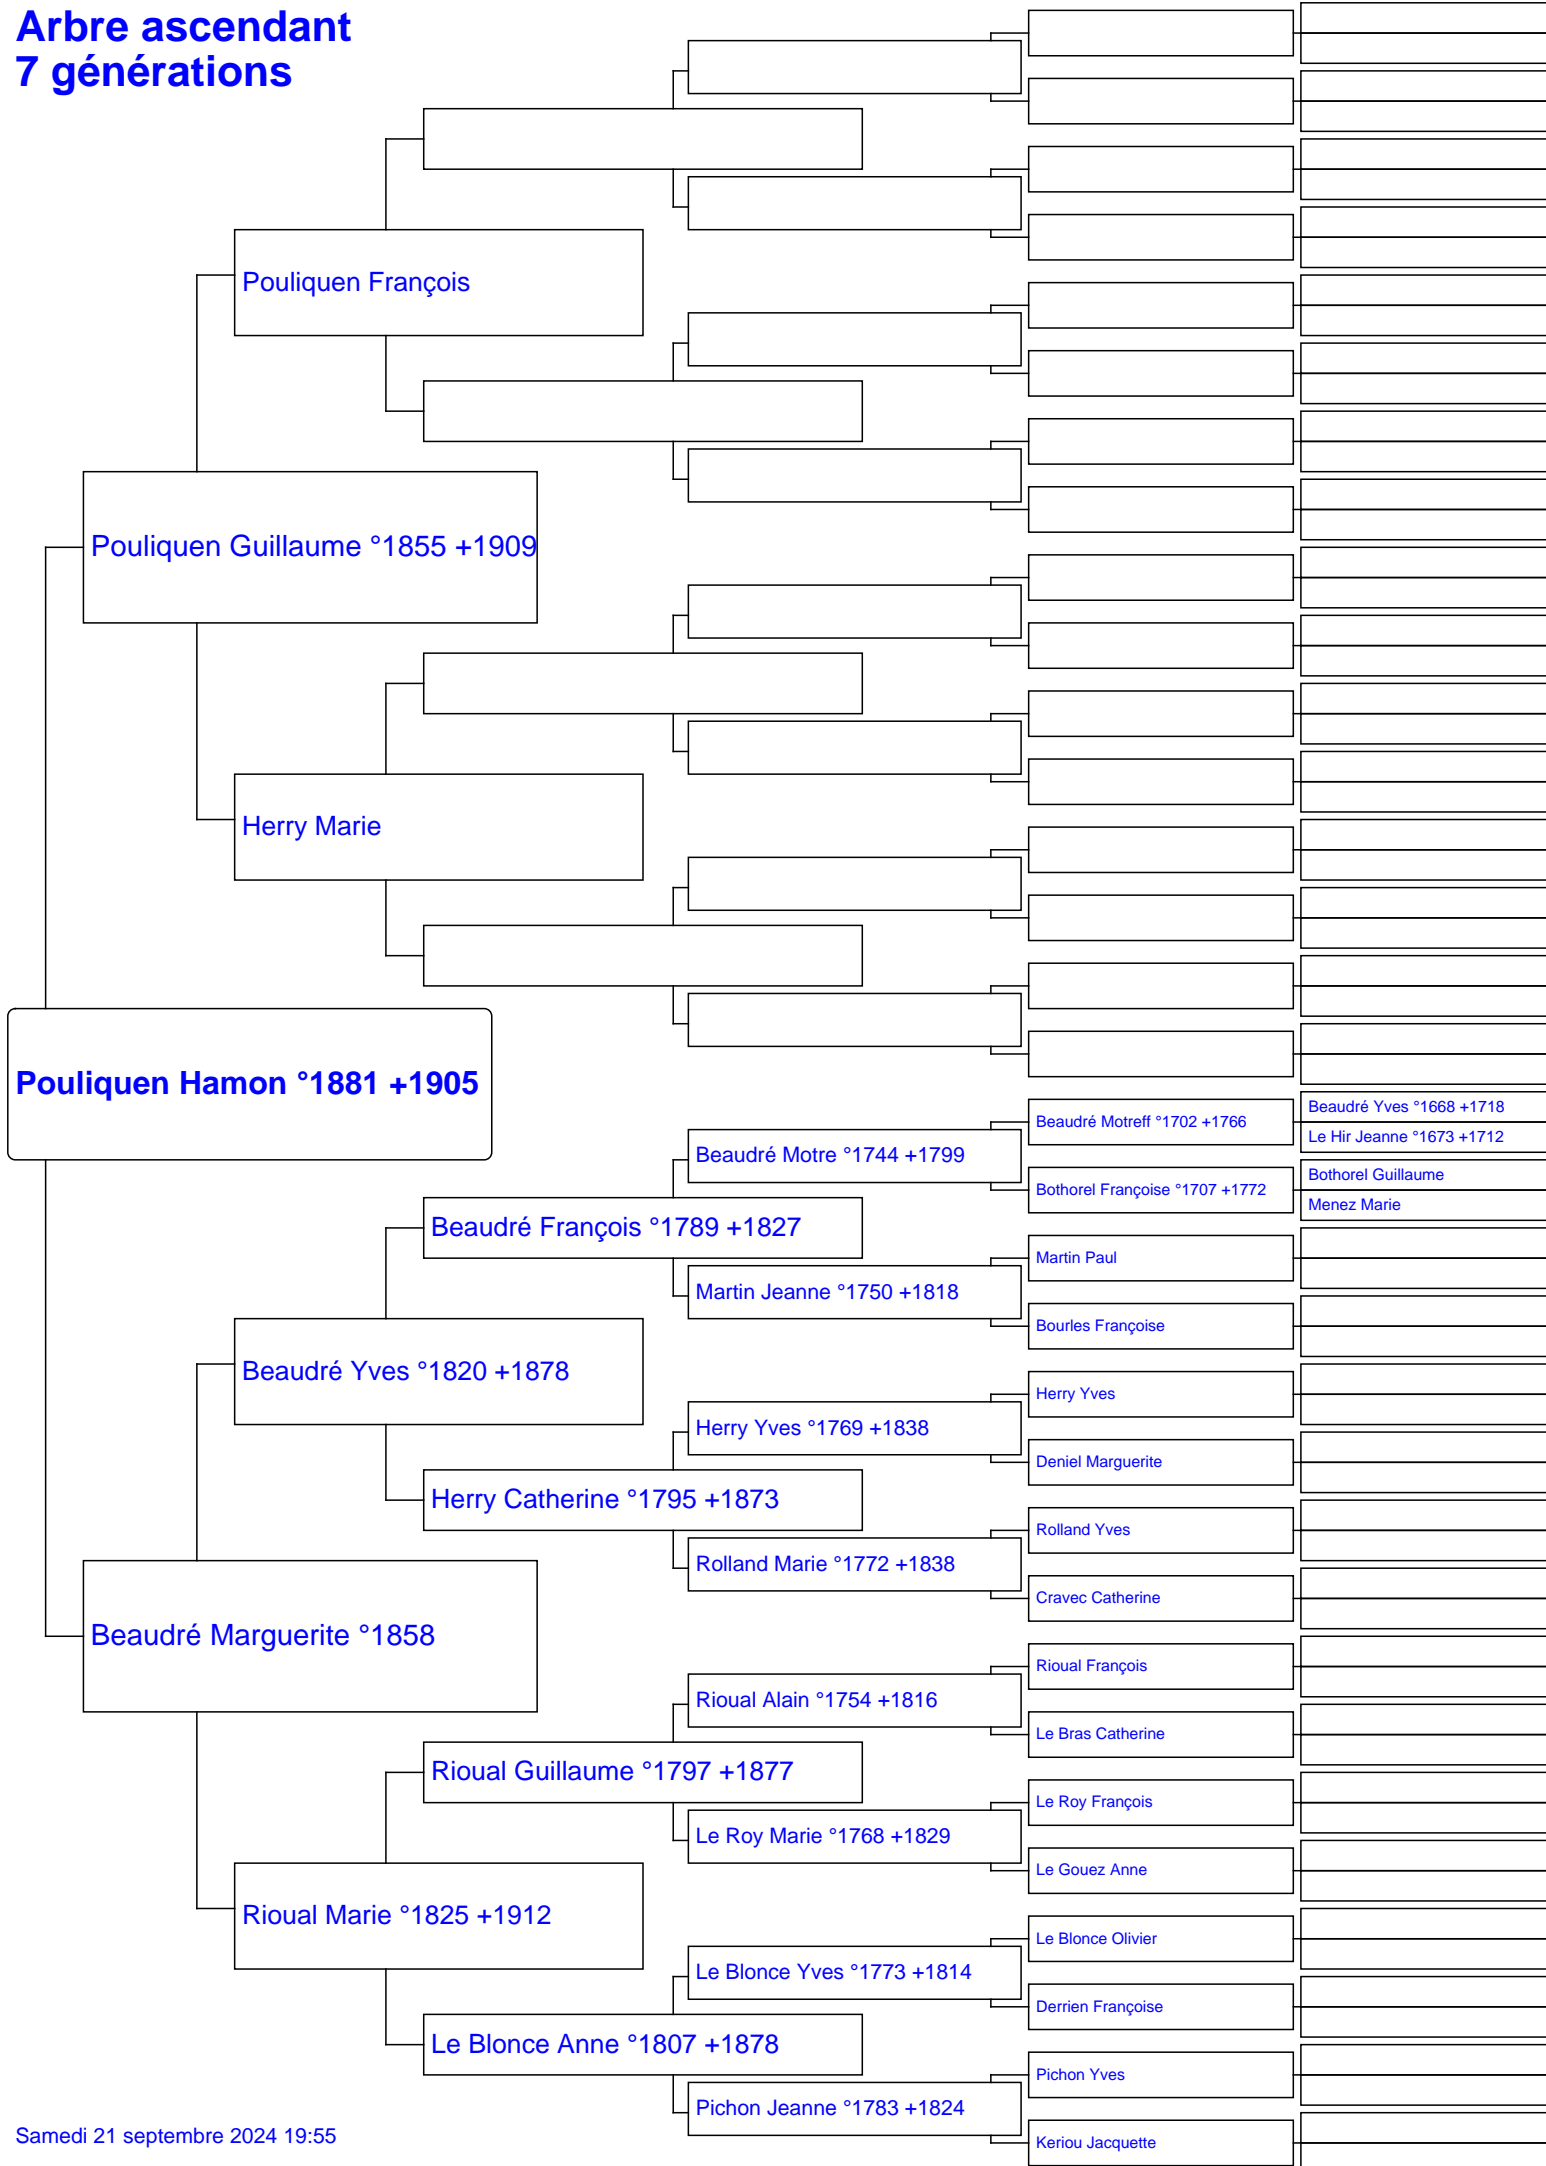 Arbre ascendant
7 générations
Pouliquen François
Pouliquen Guillaume °1855 +1909
Herry Marie
Pouliquen Hamon °1881 +1905
Beaudré Yves °1668 +1718
Beaudré Motreff °1702 +1766
Le Hir Jeanne °1673 +1712
Beaudré Motre °1744 +1799
Bothorel Guillaume
Bothorel Françoise °1707 +1772
Menez Marie
Beaudré François °1789 +1827
Martin Paul
Martin Jeanne °1750 +1818
Bourles Françoise
Beaudré Yves °1820 +1878
Herry Yves
Herry Yves °1769 +1838
Deniel Marguerite
Herry Catherine °1795 +1873
Rolland Yves
Rolland Marie °1772 +1838
Cravec Catherine
Beaudré Marguerite °1858
Rioual François
Rioual Alain °1754 +1816
Le Bras Catherine
Rioual Guillaume °1797 +1877
Le Roy François
Le Roy Marie °1768 +1829
Le Gouez Anne
Rioual Marie °1825 +1912
Le Blonce Olivier
Le Blonce Yves °1773 +1814
Derrien Françoise
Le Blonce Anne °1807 +1878
Pichon Yves
Pichon Jeanne °1783 +1824
Keriou Jacquette
Samedi 21 septembre 2024 19:55